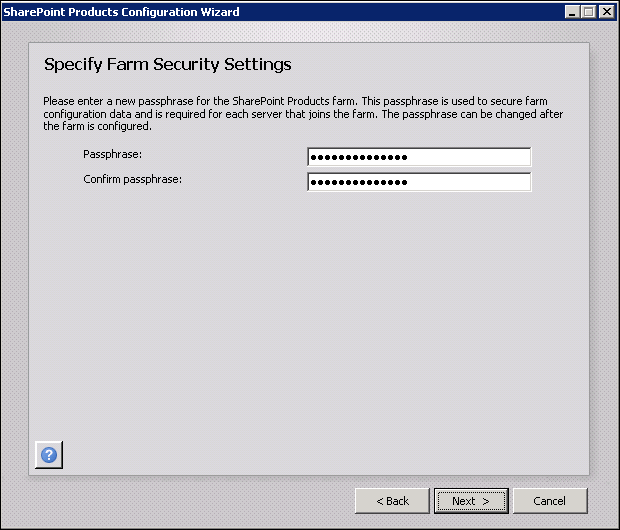 SharePoint Products Configuration Wizard
Specify Farm Security Settings
Please enter a new passphrase for the SharePoint Products farm. This passphrase is used to secure farm
configuration data and is required for each server that joins the farm. The passphrase can be changed after
the farm is configured.
Passphrase: ●●●●●●●●●●●●●●
Confirm passphrase: ●●●●●●●●●●●●●●
?
< Back Next > Cancel